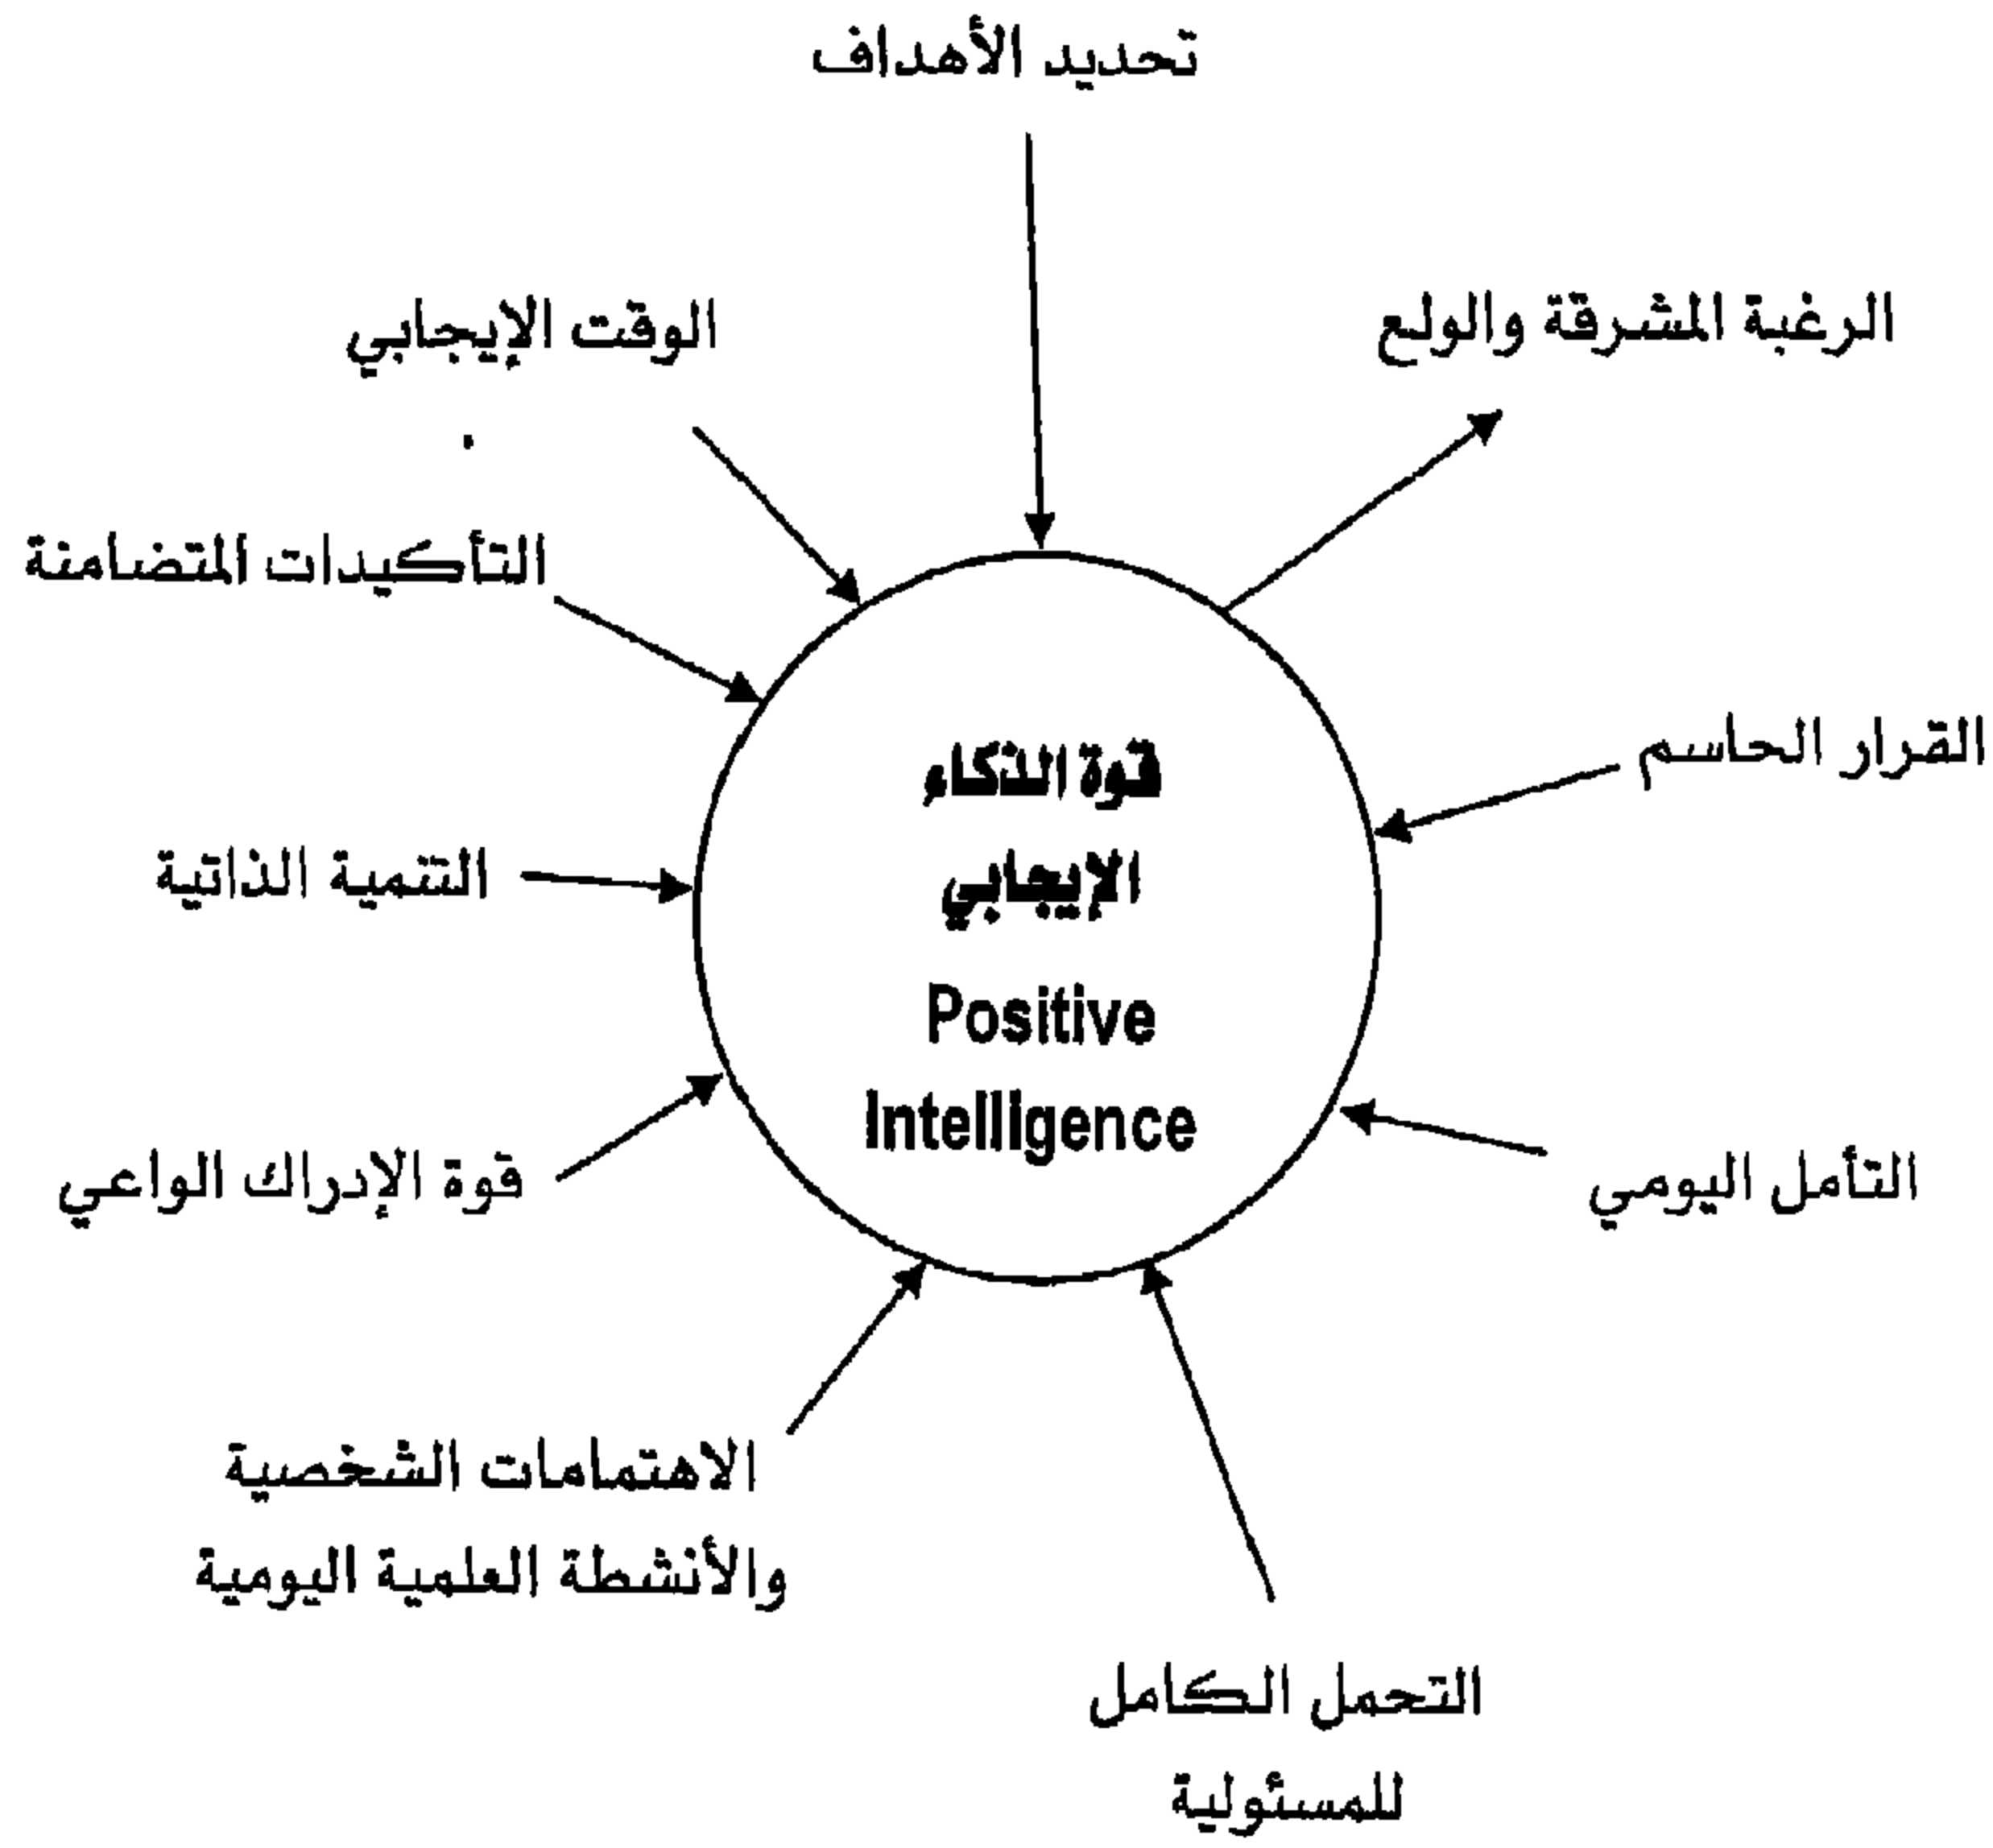 تحديد الأهداف
الرغبة المشرقة والولع
الوقت الإيجابي
التأكيدات المتضامنة
القرار الحاسم
قوة الذكاء
الإيجابي
Positive
Intelligence
التنمية الذاتية
التأمل اليومي
قوة الإدراك الواعي
الاهتمامات الشخصية
والأنشطة العلمية اليومية
التحمل الكامل
للمسئولية